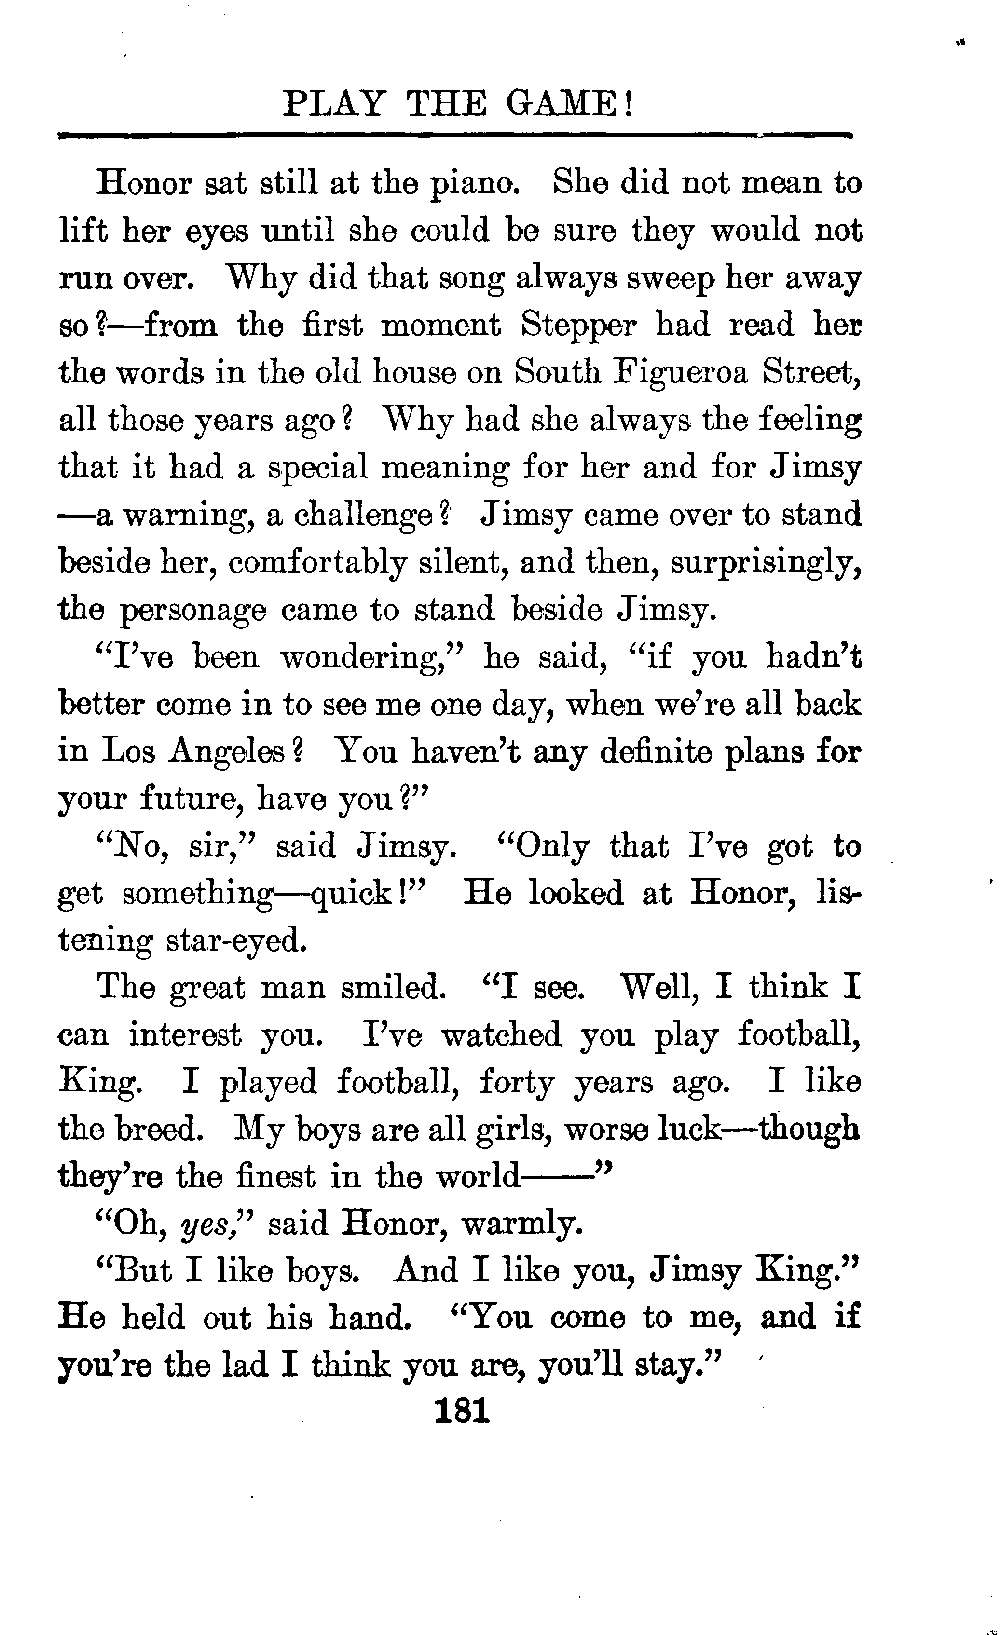 PLAY THE GAME!
Honor sat still at the piano. She did not mean to
lift her eyes until she could be sure they would not
run over. Why did that song always sweep her away
so?—from the first moment Stepper had read her
the words in the old house on South Figueroa Street,
all those years ago? Why had she always the feeling
that it had a special meaning for her and for Jimsy
—a warning, a challenge? Jimsy came over to stand
beside her, comfortably silent, and then, surprisingly,
the personage came to stand beside Jimsy.
“I’ve been wondering,” he said, “if you hadn’t
better come in to see me one day, when we’re all back
in Los Angeles? You haven’t any definite plans for
your future, have you?”
“No, sir,” said Jimsy. “Only that I’ve got to
get something—quick!” He looked at Honor, lis-
tening star-eyed.
The great man smiled. “I see. Well, I think I
can interest you. I’ve watched you play football,
King. I played football, forty years ago. I like
the breed. My boys are all girls, worse luck—though
they’re the finest in the world——”
“Oh, yes,” said Honor, warmly.
“But I like boys. And I like you, Jimsy King.”
He held out his hand. “You come to me, and if
you’re the lad I think you are, you’ll stay.”
181